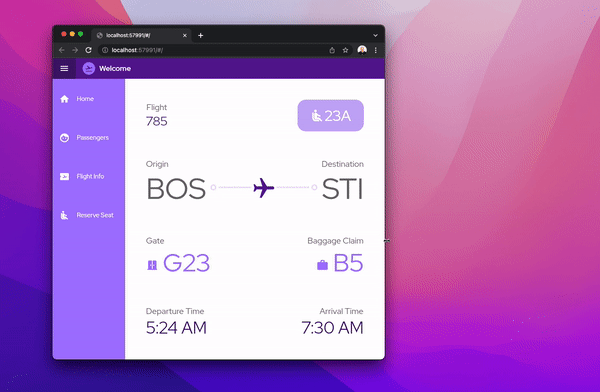 localhost:57991/#/
localhost:57991/#/
Welcome
Home
Passengers
Flight Info
Reserve Seat
Flight
785
23A
Origin
Destination
BOS
STI
Gate
Baggage Claim
G23
B5
Departure Time
Arrival Time
5:24 AM
7:30 AM